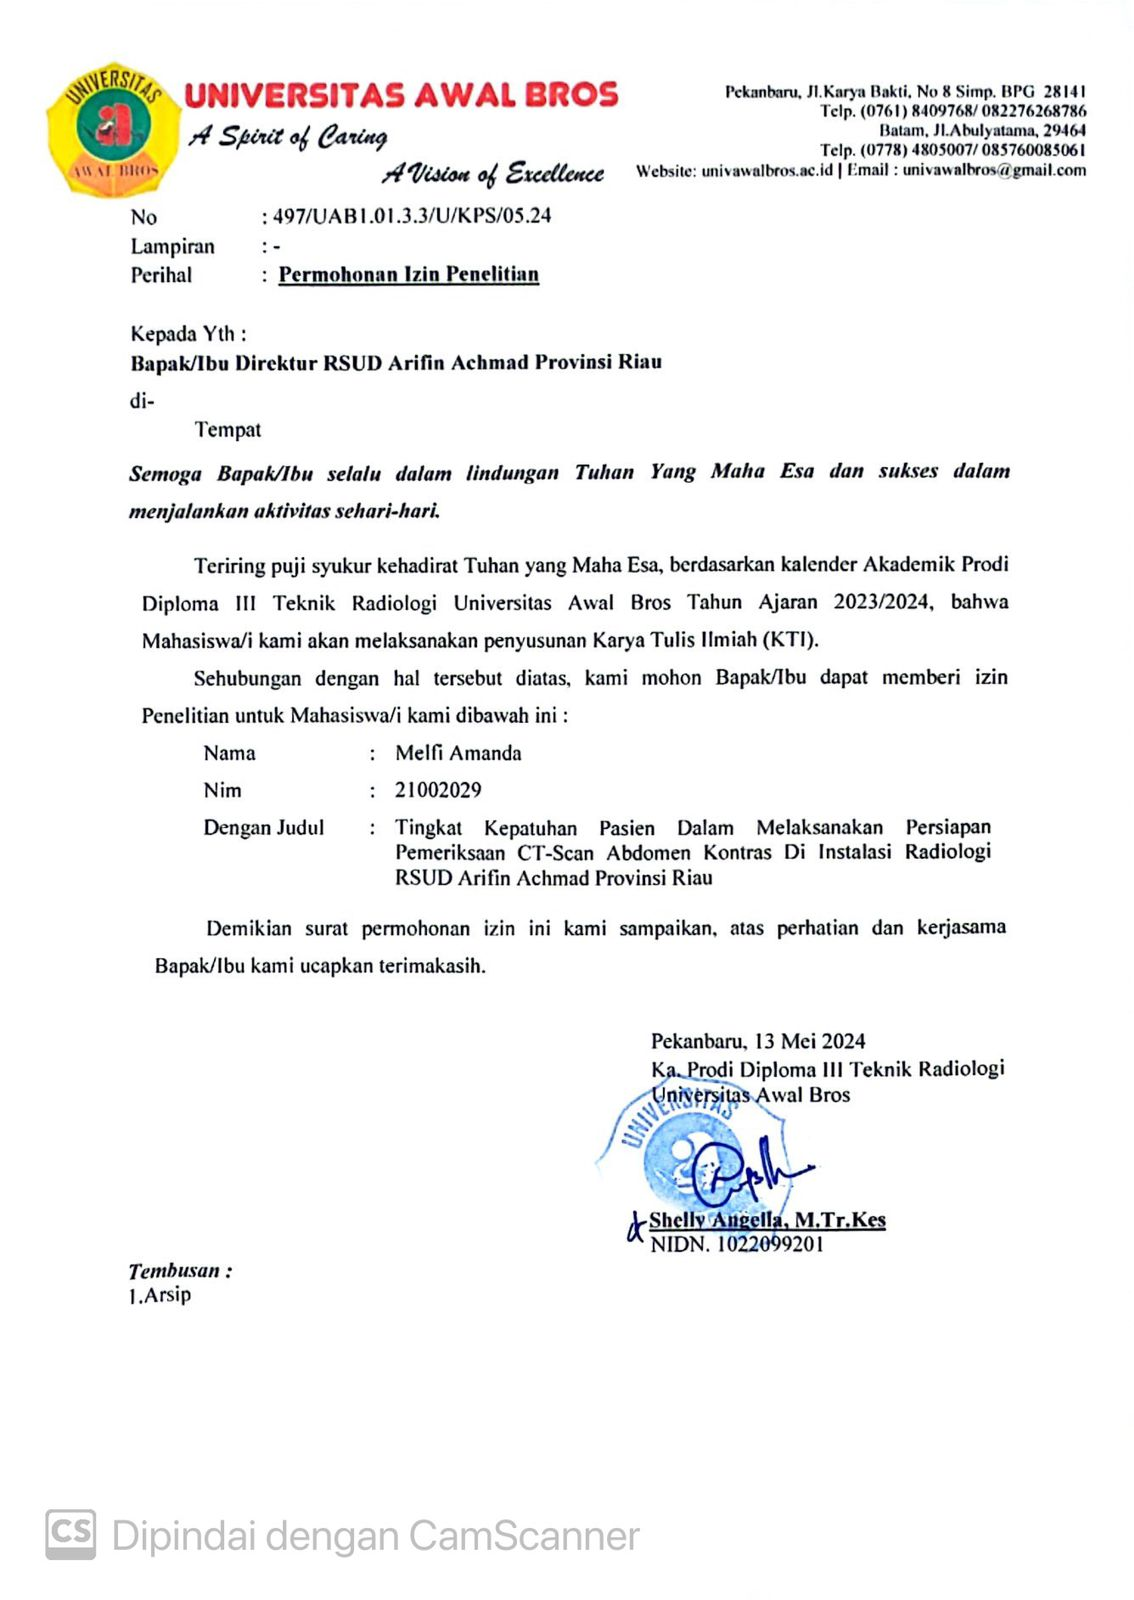 UNIVERSITAS
AWAL BROS
UNIVERSITAS AWAL BROS
A Spirit of Caring
A Vision of Excellence
Pekanbaru, Jl.Karya Bakti, No 8 Simp. BPG 28141
Telp. (0761) 8409768/ 082276268786
Batam, Jl.Abulyatama, 29464
Telp. (0778) 4805007/ 085760085061
Website: univawalbros.ac.id | Email : univawalbros@gmail.com
No : 497/UAB1.01.3.3/U/KPS/05.24
Lampiran : -
Perihal : Permohonan Izin Penelitian
Kepada Yth :
Bapak/Ibu Direktur RSUD Arifin Achmad Provinsi Riau
di-
Tempat
Semoga Bapak/Ibu selalu dalam lindungan Tuhan Yang Maha Esa dan sukses dalam
menjalankan aktivitas sehari-hari.
Teriring puji syukur kehadirat Tuhan yang Maha Esa, berdasarkan kalender Akademik Prodi
Diploma III Teknik Radiologi Universitas Awal Bros Tahun Ajaran 2023/2024, bahwa
Mahasiswa/i kami akan melaksanakan penyusunan Karya Tulis Ilmiah (KTI).
Sehubungan dengan hal tersebut diatas, kami mohon Bapak/Ibu dapat memberi izin
Penelitian untuk Mahasiswa/i kami dibawah ini :
Nama : Melfi Amanda
Nim : 21002029
Dengan Judul : Tingkat Kepatuhan Pasien Dalam Melaksanakan Persiapan
Pemeriksaan CT-Scan Abdomen Kontras Di Instalasi Radiologi
RSUD Arifin Achmad Provinsi Riau
Demikian surat permohonan izin ini kami sampaikan, atas perhatian dan kerjasama
Bapak/Ibu kami ucapkan terimakasih.
Pekanbaru, 13 Mei 2024
Ka. Prodi Diploma III Teknik Radiologi
Universitas Awal Bros
UNIVERSITAS
Shelly Angella, M.Tr.Kes
NIDN. 1022099201
Tembusan :
1.Arsip
CS Dipindai dengan CamScanner